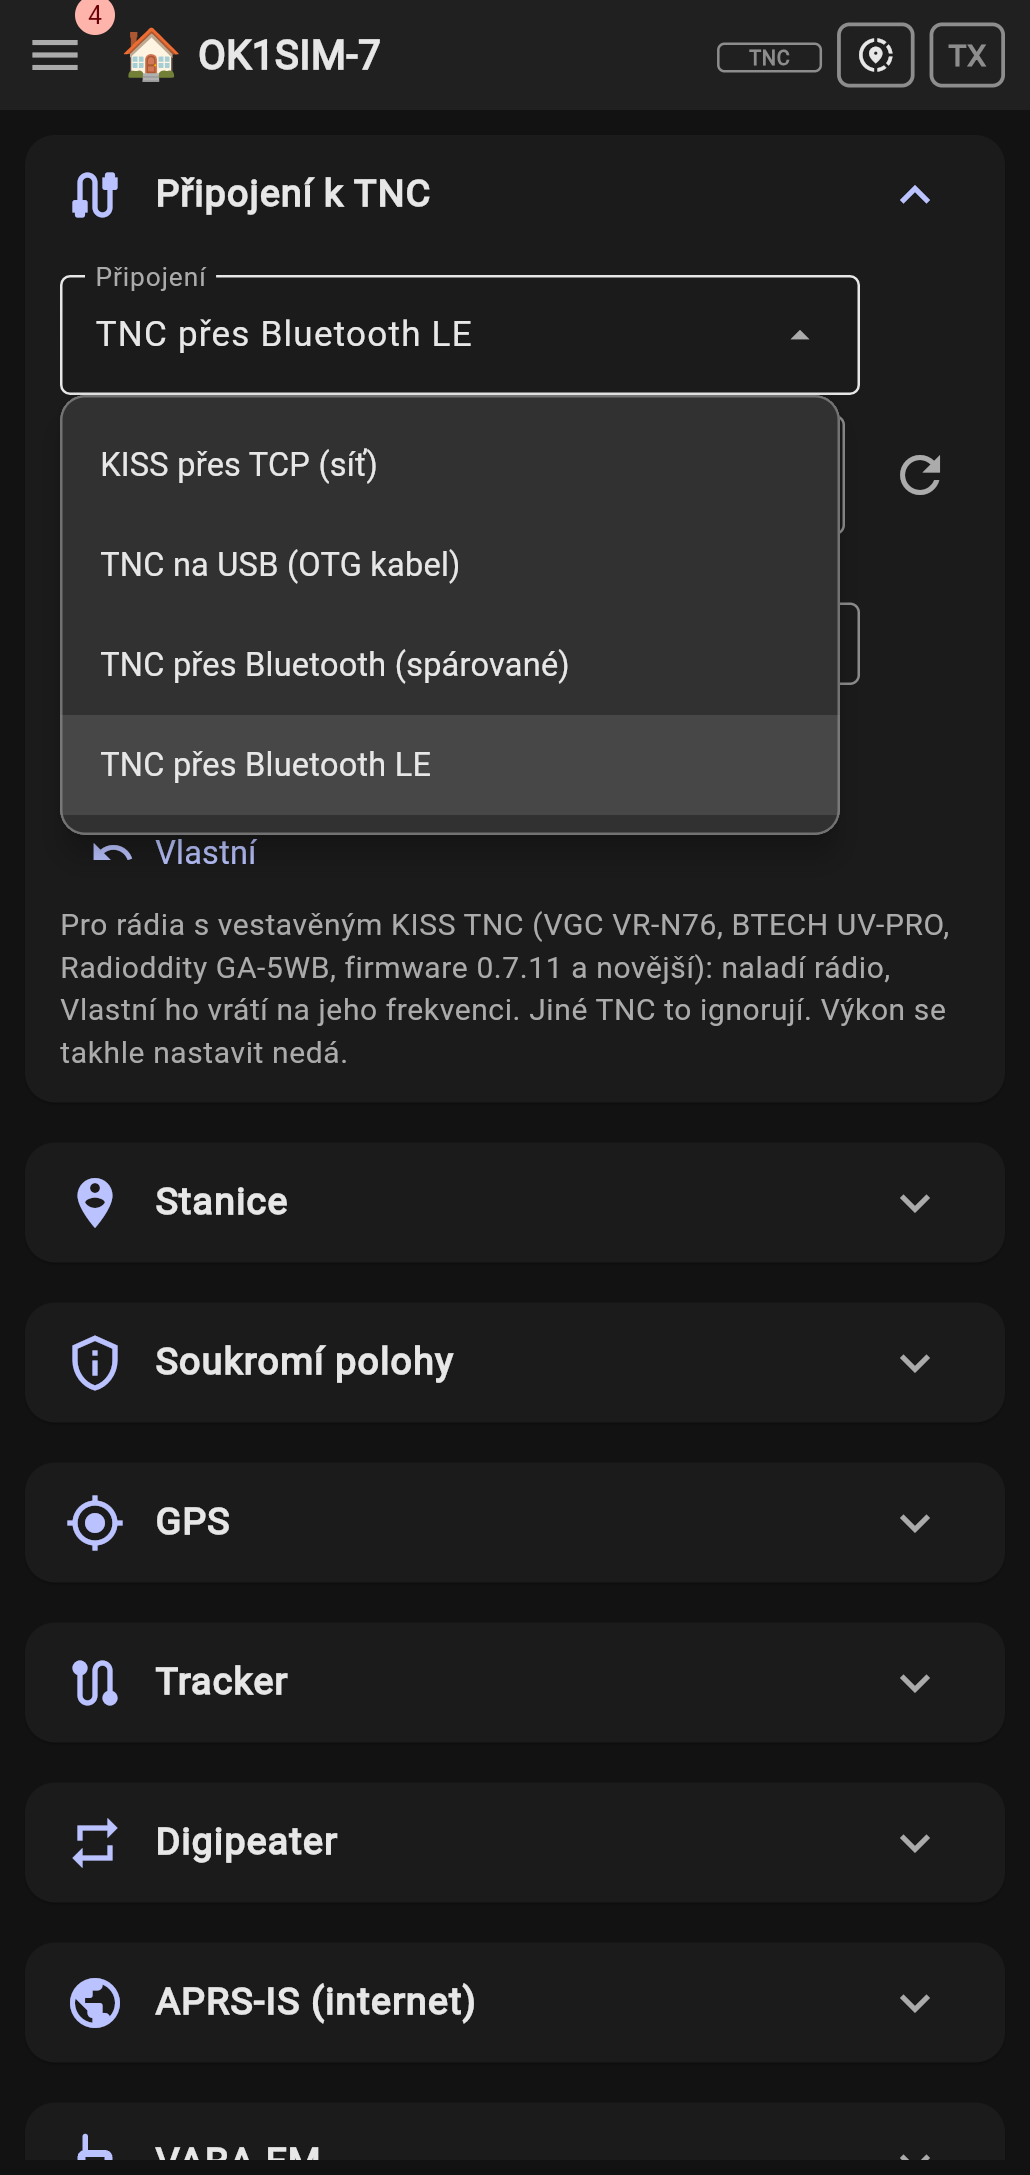 4
OK1SIM-7
TNC
TX
Připojení k TNC
Připojení
TNC přes Bluetooth LE
KISS přes TCP (síť)
TNC na USB (OTG kabel)
TNC přes Bluetooth (spárované)
TNC přes Bluetooth LE
Vlastní
Pro rádia s vestavěným KISS TNC (VGC VR-N76, BTECH UV-PRO,
Radioddity GA-5WB, firmware 0.7.11 a novější): naladí rádio,
Vlastní ho vrátí na jeho frekvenci. Jiné TNC to ignorují. Výkon se
takhle nastavit nedá.
Stanice
Soukromí polohy
GPS
Tracker
Digipeater
APRS-IS (internet)
VARA FM